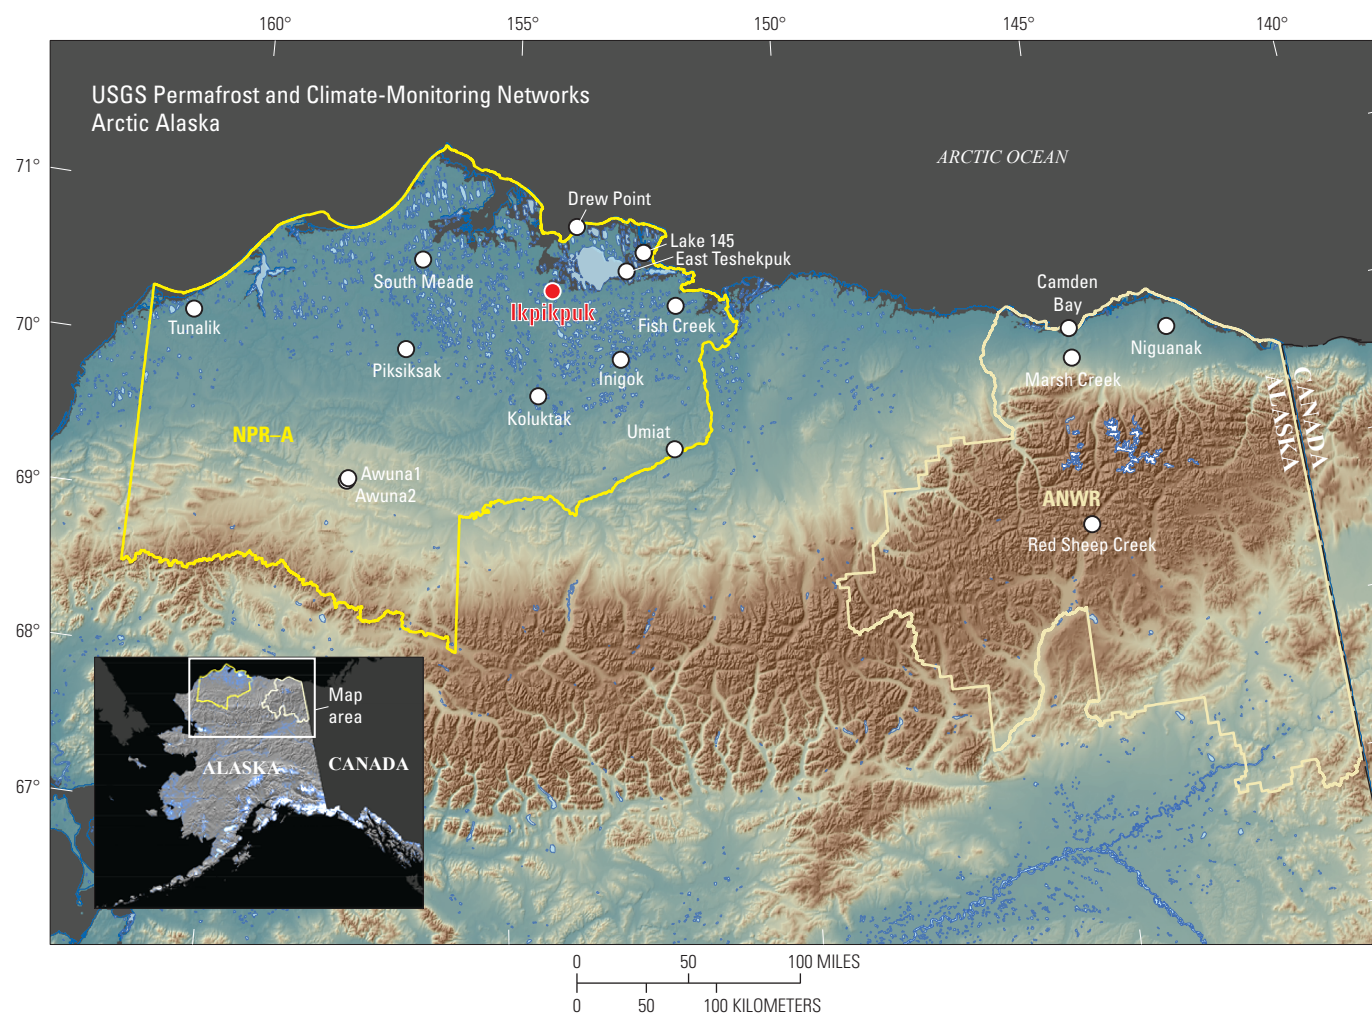 160°
155°
150°
145°
140°
USGS Permafrost and Climate-Monitoring Networks
Arctic Alaska
ARCTIC OCEAN
71°
Drew Point
Lake 145
East Teshekpuk
South Meade
Ikpikpuk
Camden
Bay
70°
Tunalik
Fish Creek
Niguanak
Piksiksak
Inigok
Marsh Creek
CANADA
ALASKA
Koluktak
NPR–A
Umiat
69°
Awuna1
Awuna2
ANWR
Red Sheep Creek
68°
Map
area
ALASKA
CANADA
67°
0 50 100 MILES
0 50 100 KILOMETERS